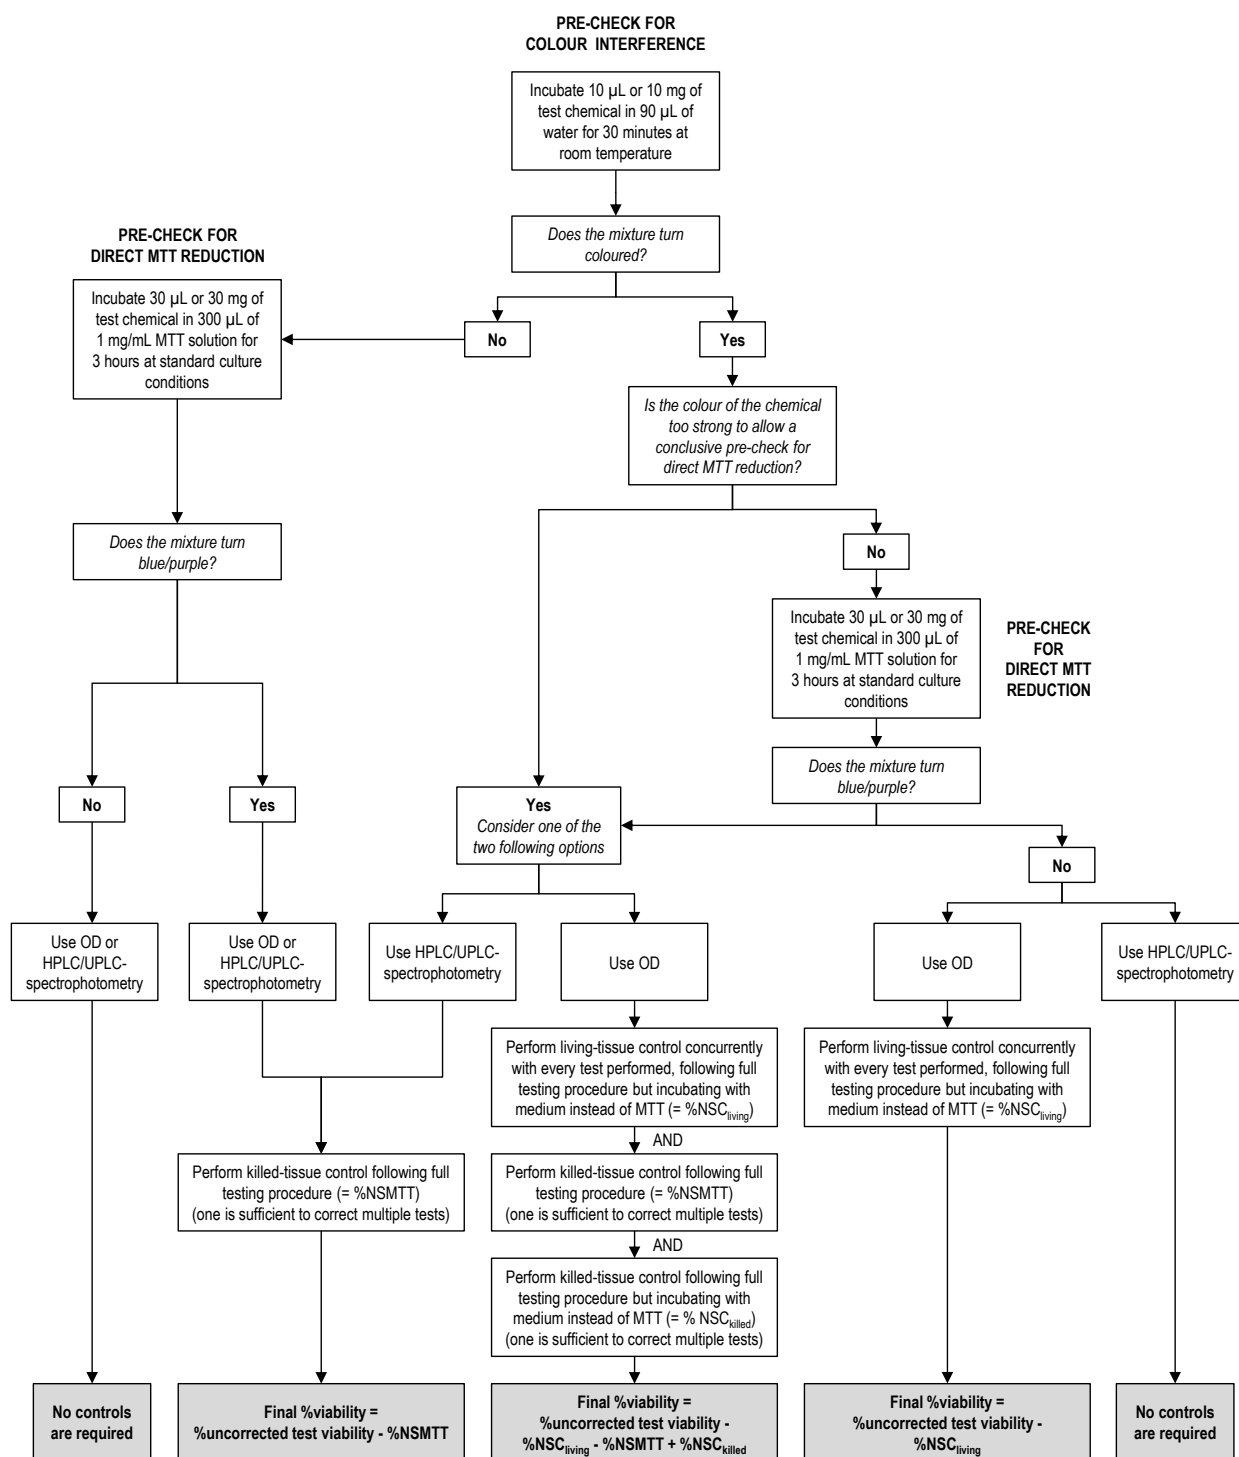 PRE-CHECK FOR
COLOUR INTERFERENCE
Incubate 10 µL or 10 mg of
test chemical in 90 µL of
water for 30 minutes at
room temperature
Does the mixture turn
coloured?
PRE-CHECK FOR
DIRECT MTT REDUCTION
Incubate 30 µL or 30 mg of
test chemical in 300 µL of
1 mg/mL MTT solution for
3 hours at standard culture
conditions
No
Yes
Is the colour of the chemical
too strong to allow a
conclusive pre-check for
direct MTT reduction?
Does the mixture turn
blue/purple?
No
Incubate 30 µL or 30 mg of
test chemical in 300 µL of
1 mg/mL MTT solution for
3 hours at standard culture
conditions
PRE-CHECK
FOR
DIRECT MTT
REDUCTION
Does the mixture turn
blue/purple?
No
Yes
Yes
Consider one of the
two following options
No
Use OD or
HPLC/UPLC-
spectrophotometry
Use OD or
HPLC/UPLC-
spectrophotometry
Use HPLC/UPLC-
spectrophotometry
Use OD
Use OD
Use HPLC/UPLC-
spectrophotometry
Perform living-tissue control concurrently
with every test performed, following full
testing procedure but incubating with
medium instead of MTT (= %NSCliving)
Perform living-tissue control concurrently
with every test performed, following full
testing procedure but incubating with
medium instead of MTT (= %NSCliving)
AND
Perform killed-tissue control following full
testing procedure (= %NSMTT)
(one is sufficient to correct multiple tests)
Perform killed-tissue control following full
testing procedure (= %NSMTT)
(one is sufficient to correct multiple tests)
AND
Perform killed-tissue control following full
testing procedure but incubating with
medium instead of MTT (= % NSCkilled)
(one is sufficient to correct multiple tests)
No controls
are required
Final %viability =
%uncorrected test viability - %NSMTT
Final %viability =
%uncorrected test viability -
%NSCliving - %NSMTT + %NSCkilled
Final %viability =
%uncorrected test viability -
%NSCliving
No controls
are required